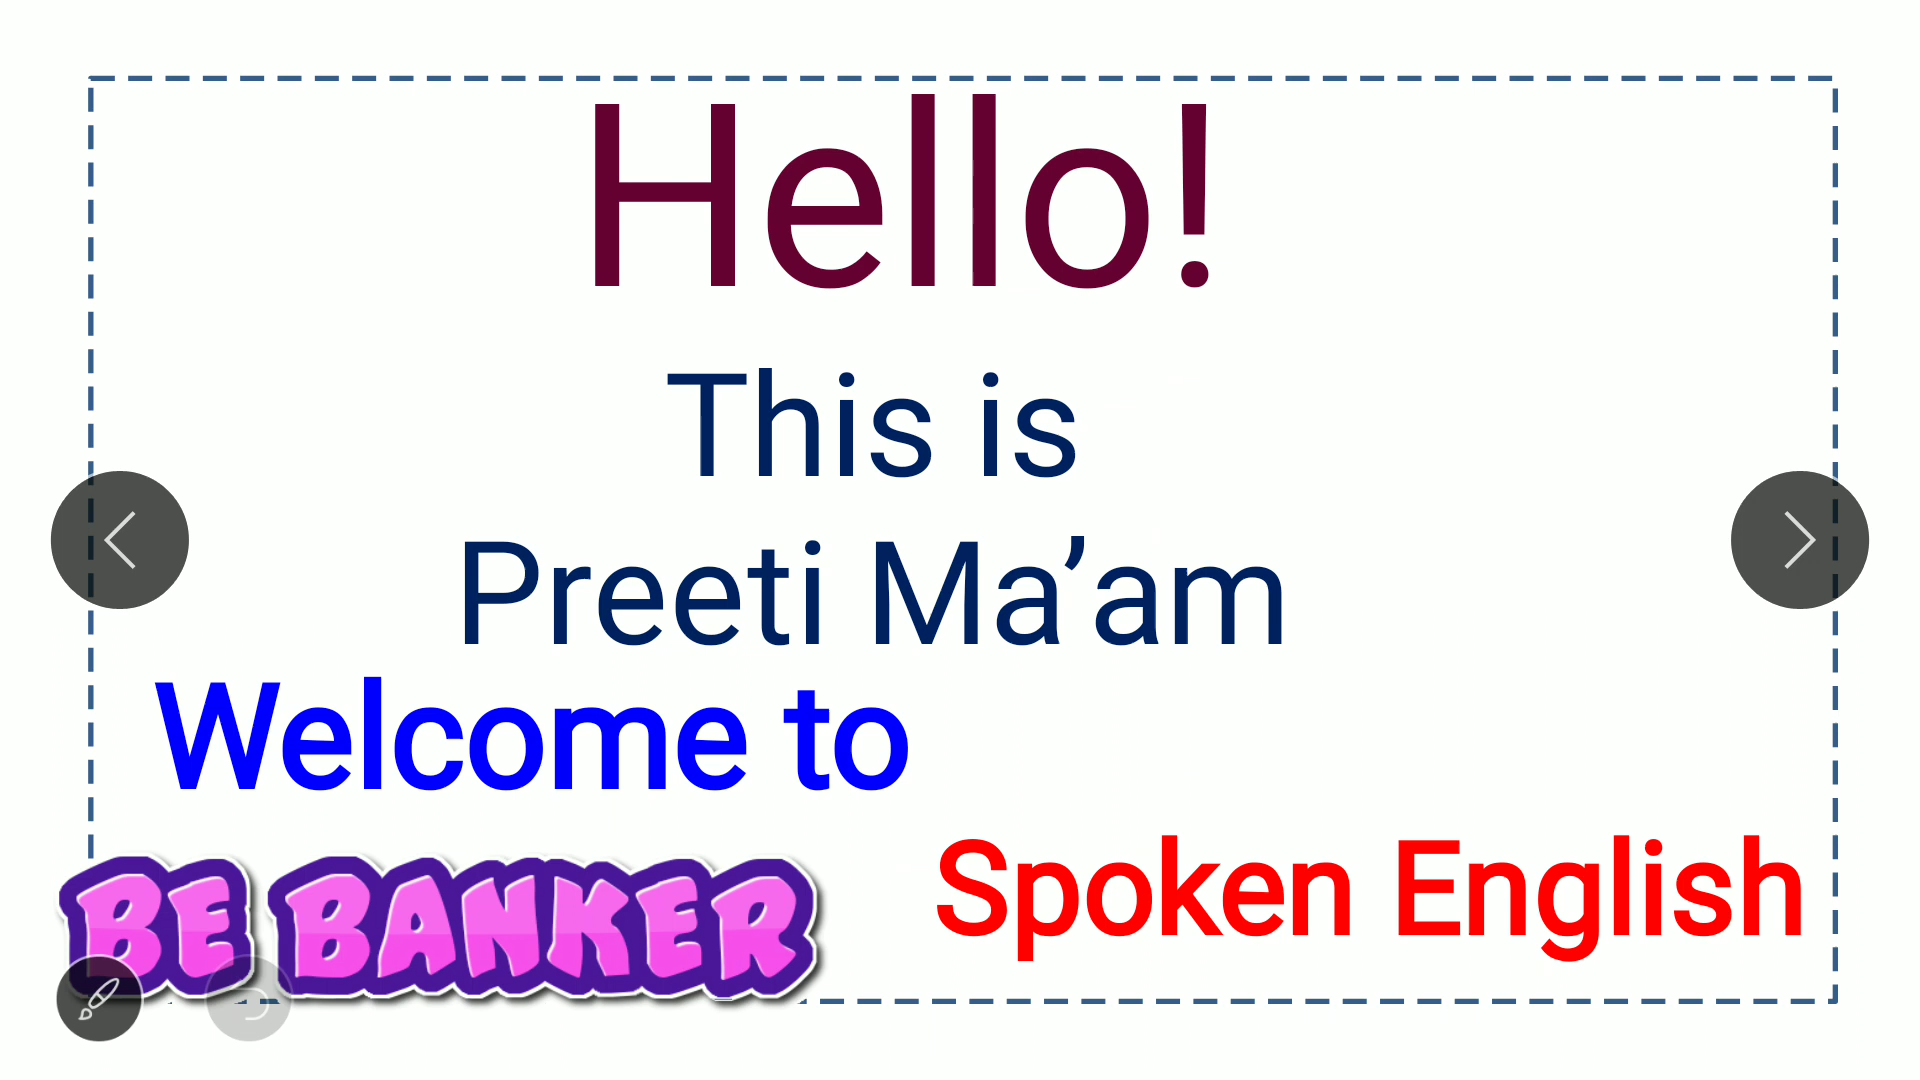 Hello!
This is
Preeti Ma’am
Welcome to
BE BANKER
Spoken English